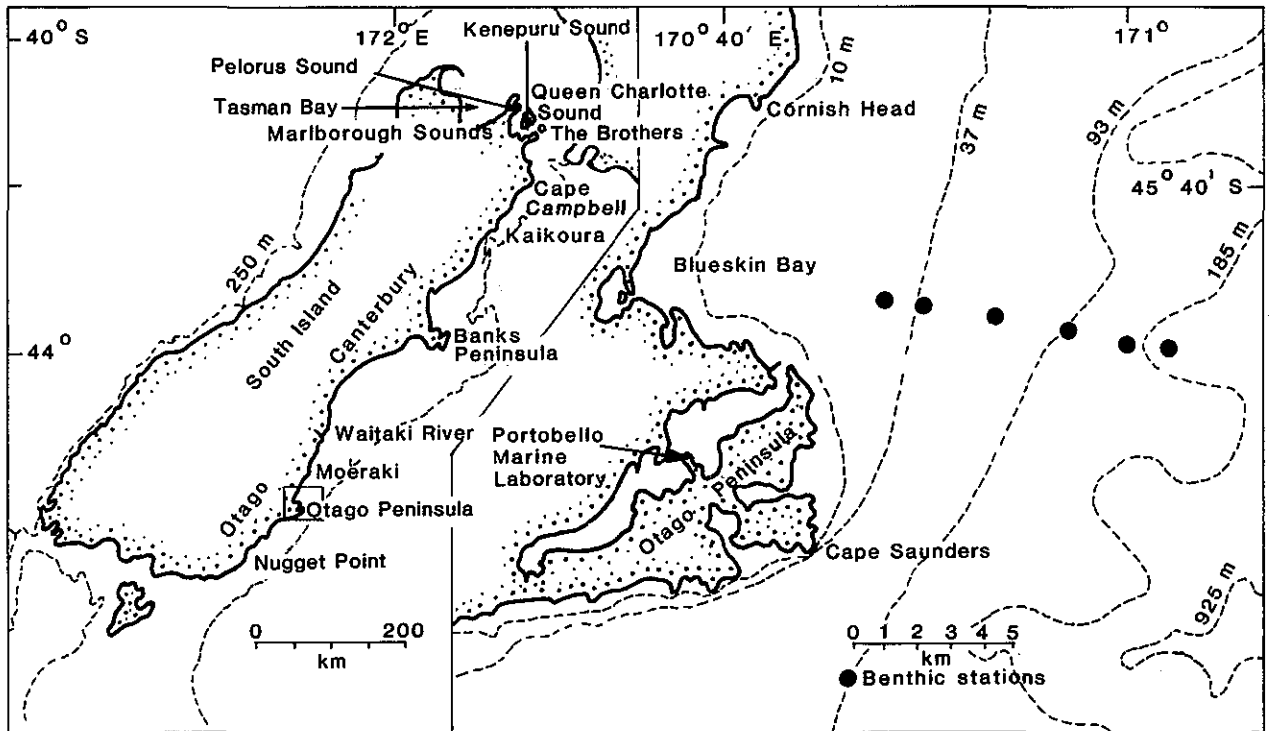 40° S
172° E
Kenepuru Sound
170° 40' E
171°
Pelorus Sound
Tasman Bay
Marlborough Sounds
Queen Charlotte
Sound
The Brothers
Cape
Campbell
Kaikoura
250 m
South Island
Canterbury
44°
Banks
Peninsula
Waitaki River
Moeraki
Otago
Otago Peninsula
Nugget Point
0 200
km
10 m
Cornish Head
37 m
93 m
45° 40' S
185 m
Blueskin Bay
Portobello
Marine
Laboratory
Otago Peninsula
Cape Saunders
925 m
0 1 2 3 4 5
km
Benthic stations